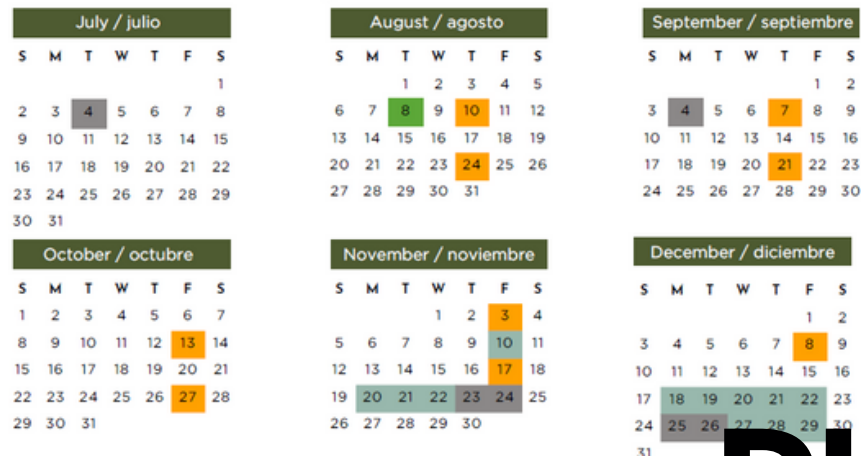 July / julio
S M T W T F S
1
2 3 4 5 6 7 8
9 10 11 12 13 14 15
16 17 18 19 20 21 22
23 24 25 26 27 28 29
30 31
August / agosto
S M T W T F S
1 2 3 4 5
6 7 8 9 10 11 12
13 14 15 16 17 18 19
20 21 22 23 24 25 26
27 28 29 30 31
September / septiembre
S M T W T F S
1 2
3 4 5 6 7 8 9
10 11 12 13 14 15 16
17 18 19 20 21 22 23
24 25 26 27 28 29 30
October / octubre
S M T W T F S
1 2 3 4 5 6 7
8 9 10 11 12 13 14
15 16 17 18 19 20 21
22 23 24 25 26 27 28
29 30 31
November / noviembre
S M T W T F S
1 2 3 4
5 6 7 8 9 10 11
12 13 14 15 16 17 18
19 20 21 22 23 24 25
26 27 28 29 30
December / diciembre
S M T W T F S
1 2
3 4 5 6 7 8 9
10 11 12 13 14 15 16
17 18 19 20 21 22 23
24 25 26 27 28 29 30
31